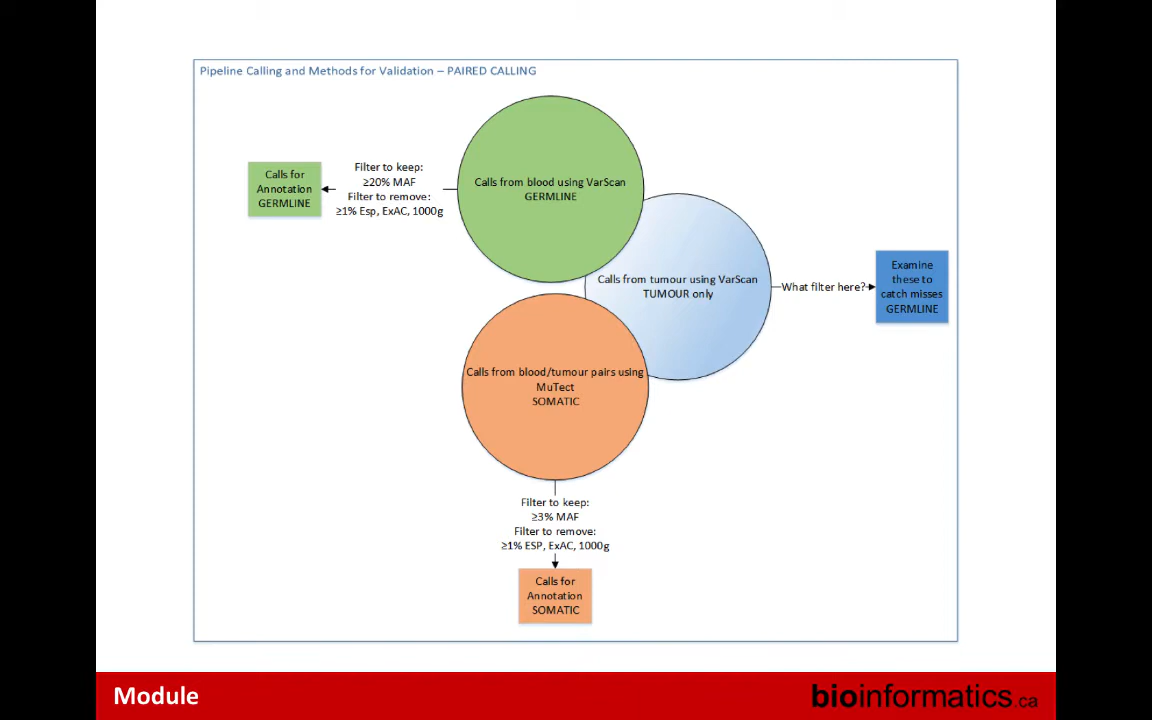 Pipeline Calling and Methods for Validation – PAIRED CALLING
Calls for
Annotation
GERMLINE
Filter to keep:
≥20% MAF
Filter to remove:
≥1% Esp, ExAC, 1000g
Calls from blood using VarScan
GERMLINE
Calls from tumour using VarScan
TUMOUR only
What filter here?
Examine
these to
catch misses
GERMLINE
Calls from blood/tumour pairs using
MuTect
SOMATIC
Filter to keep:
≥3% MAF
Filter to remove:
≥1% ESP, ExAC, 1000g
Calls for
Annotation
SOMATIC
Module
bioinformatics.ca